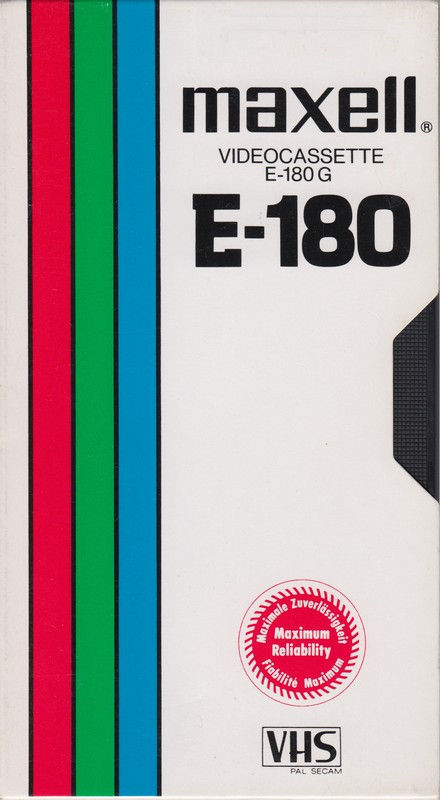 maxell®
VIDEOCASSETTE
E-180 G
E-180
Maximale Zuverlässigkeit
Maximum
Reliability
Fiabilité Maximum
VHS
PAL SECAM